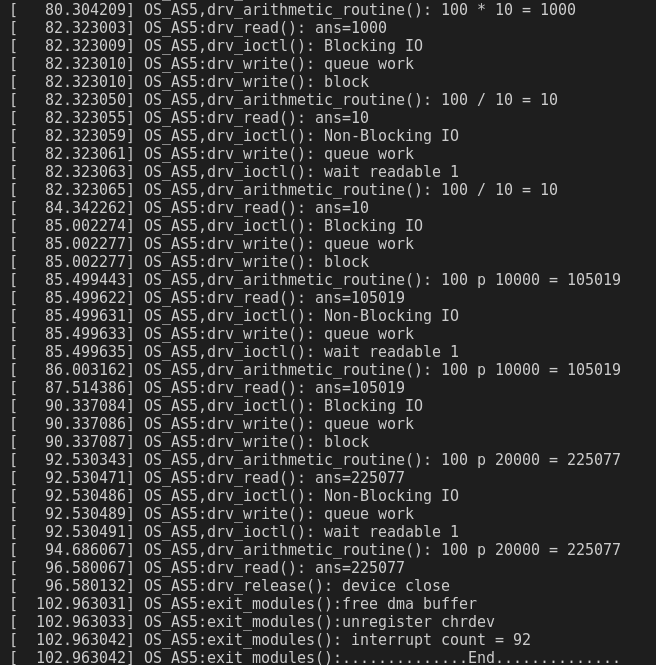 [   80.304209] OS_AS5,drv_arithmetic_routine(): 100 * 10 = 1000
[   82.323003] OS_AS5:drv_read(): ans=1000
[   82.323009] OS_AS5,drv_ioctl(): Blocking IO
[   82.323010] OS_AS5:drv_write(): queue work
[   82.323010] OS_AS5:drv_write(): block
[   82.323050] OS_AS5,drv_arithmetic_routine(): 100 / 10 = 10
[   82.323055] OS_AS5:drv_read(): ans=10
[   82.323059] OS_AS5,drv_ioctl(): Non-Blocking IO
[   82.323061] OS_AS5:drv_write(): queue work
[   82.323063] OS_AS5,drv_ioctl(): wait readable 1
[   82.323065] OS_AS5,drv_arithmetic_routine(): 100 / 10 = 10
[   84.342262] OS_AS5:drv_read(): ans=10
[   85.002274] OS_AS5,drv_ioctl(): Blocking IO
[   85.002277] OS_AS5:drv_write(): queue work
[   85.002277] OS_AS5:drv_write(): block
[   85.499443] OS_AS5,drv_arithmetic_routine(): 100 p 10000 = 105019
[   85.499622] OS_AS5:drv_read(): ans=105019
[   85.499631] OS_AS5,drv_ioctl(): Non-Blocking IO
[   85.499633] OS_AS5:drv_write(): queue work
[   85.499635] OS_AS5,drv_ioctl(): wait readable 1
[   86.003162] OS_AS5,drv_arithmetic_routine(): 100 p 10000 = 105019
[   87.514386] OS_AS5:drv_read(): ans=105019
[   90.337084] OS_AS5,drv_ioctl(): Blocking IO
[   90.337086] OS_AS5:drv_write(): queue work
[   90.337087] OS_AS5:drv_write(): block
[   92.530343] OS_AS5,drv_arithmetic_routine(): 100 p 20000 = 225077
[   92.530471] OS_AS5:drv_read(): ans=225077
[   92.530486] OS_AS5,drv_ioctl(): Non-Blocking IO
[   92.530489] OS_AS5:drv_write(): queue work
[   92.530491] OS_AS5,drv_ioctl(): wait readable 1
[   94.686067] OS_AS5,drv_arithmetic_routine(): 100 p 20000 = 225077
[   96.580067] OS_AS5:drv_read(): ans=225077
[   96.580132] OS_AS5:drv_release(): device close
[  102.963031] OS_AS5:exit_modules():free dma buffer
[  102.963033] OS_AS5:exit_modules():unregister chrdev
[  102.963042] OS_AS5:exit_modules(): interrupt count = 92
[  102.963042] OS_AS5:exit_modules():..............End..............